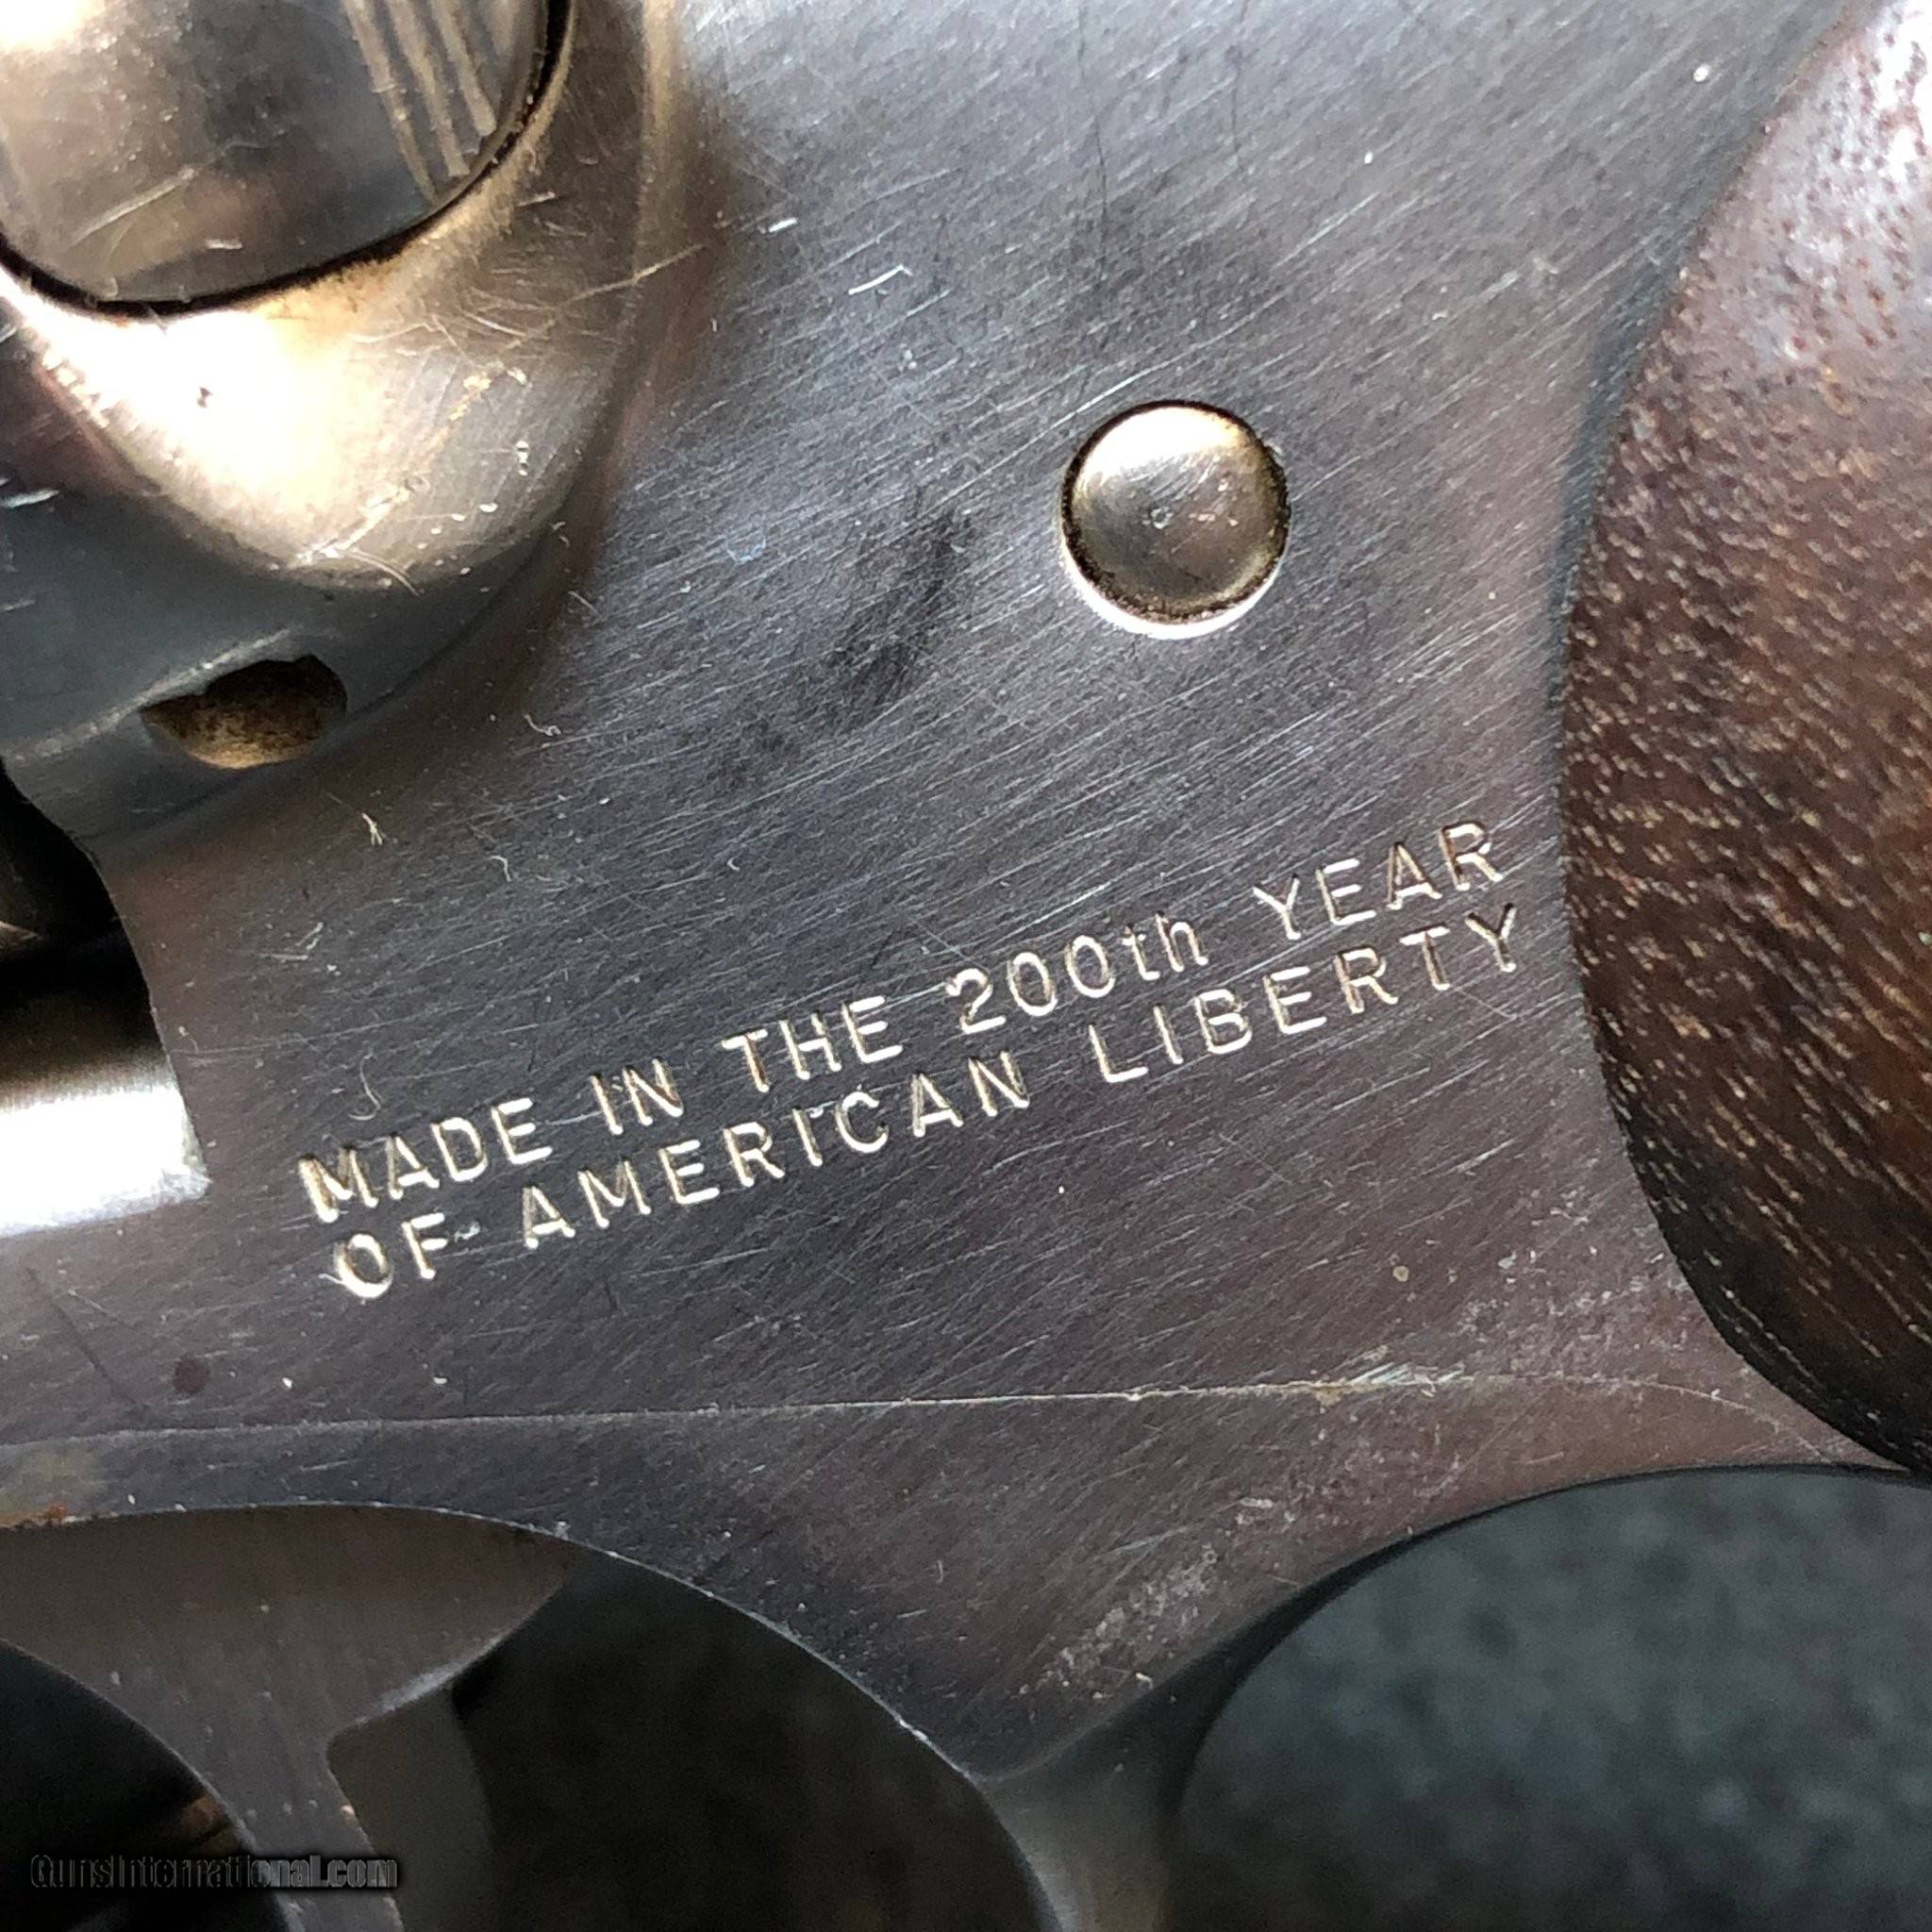 MADE IN THE 200th YEAR
OF AMERICAN LIBERTY
GunsInternational.com